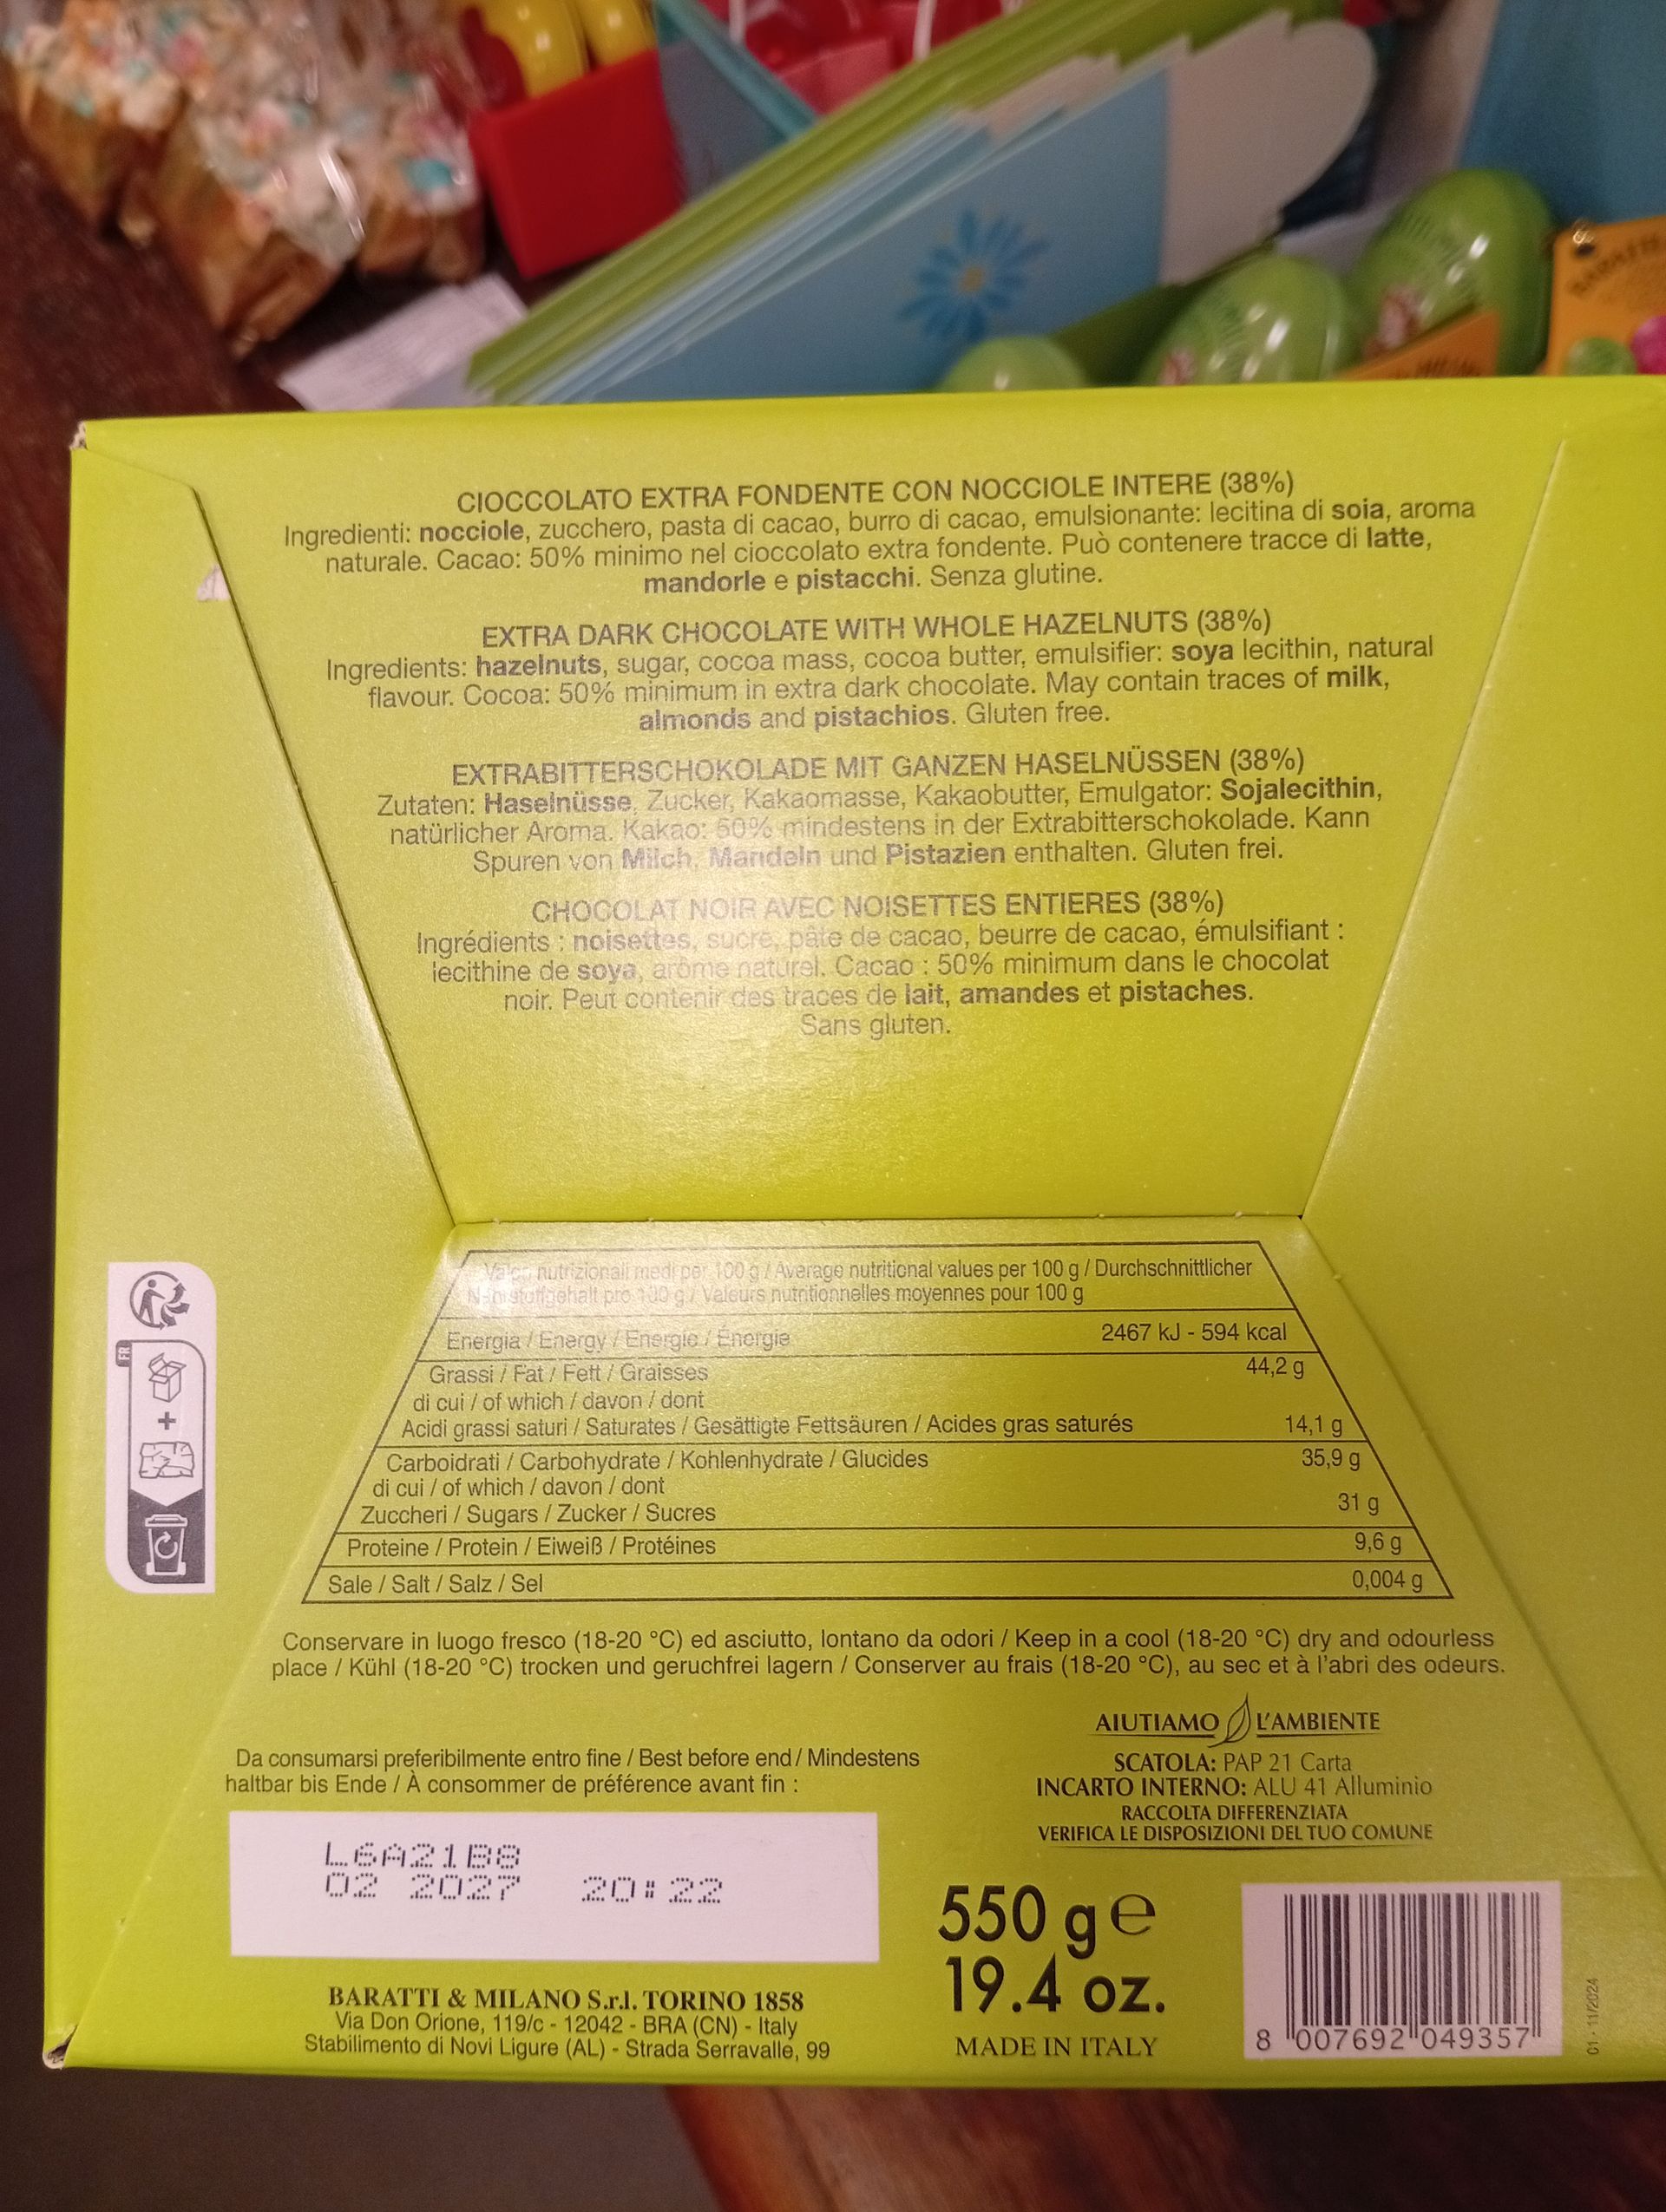 CIOCCOLATO EXTRA FONDENTE CON NOCCIOLE INTERE (38%)
Ingredienti: nocciole, zucchero, pasta di cacao, burro di cacao, emulsionante: lecitina di soia, aroma
naturale. Cacao: 50% minimo nel cioccolato extra fondente. Può contenere tracce di latte,
mandorle e pistacchi. Senza glutine.
EXTRA DARK CHOCOLATE WITH WHOLE HAZELNUTS (38%)
Ingredients: hazelnuts, sugar, cocoa mass, cocoa butter, emulsifier: soya lecithin, natural
flavour. Cocoa: 50% minimum in extra dark chocolate. May contain traces of milk,
almonds and pistachios. Gluten free.
EXTRABITTERSCHOKOLADE MIT GANZEN HASELNÜSSEN (38%)
Zutaten: Haselnüsse, Zucker, Kakaomasse, Kakaobutter, Emulgator: Sojalecithin,
natürlicher Aroma. Kakao: 50% mindestens in der Extrabitterschokolade. Kann
Spuren von Milch, Mandeln und Pistazien enthalten. Gluten frei.
CHOCOLAT NOIR AVEC NOISETTES ENTIERES (38%)
Ingrédients : noisettes, sucre, pâte de cacao, beurre de cacao, émulsifiant :
lecithine de soya, arôme naturel. Cacao : 50% minimum dans le chocolat
noir. Peut contenir des traces de lait, amandes et pistaches.
Sans gluten.
Valori nutrizionali medi per 100 g / Average nutritional values per 100 g / Durchschnittlicher
Nährstoffgehalt pro 100 g / Valeurs nutritionnelles moyennes pour 100 g
Energia / Energy / Energie / Énergie 2467 kJ - 594 kcal
Grassi / Fat / Fett / Graisses 44,2 g
di cui / of which / davon / dont
Acidi grassi saturi / Saturates / Gesättigte Fettsäuren / Acides gras saturés 14,1 g
Carboidrati / Carbohydrate / Kohlenhydrate / Glucides 35,9 g
di cui / of which / davon / dont
Zuccheri / Sugars / Zucker / Sucres 31 g
Proteine / Protein / Eiweiß / Protéines 9,6 g
Sale / Salt / Salz / Sel 0,004 g
FR
+
Conservare in luogo fresco (18-20 °C) ed asciutto, lontano da odori / Keep in a cool (18-20 °C) dry and odourless
place / Kühl (18-20 °C) trocken und geruchfrei lagern / Conserver au frais (18-20 °C), au sec et à l'abri des odeurs.
AIUTIAMO L'AMBIENTE
SCATOLA: PAP 21 Carta
INCARTO INTERNO: ALU 41 Alluminio
RACCOLTA DIFFERENZIATA
VERIFICA LE DISPOSIZIONI DEL TUO COMUNE
Da consumarsi preferibilmente entro fine / Best before end / Mindestens
haltbar bis Ende / À consommer de préférence avant fin :
L6A21B8
02 2027 20:22
550 g e
19.4 oz.
MADE IN ITALY
BARATTI & MILANO S.r.l. TORINO 1858
Via Don Orione, 119/c - 12042 - BRA (CN) - Italy
Stabilimento di Novi Ligure (AL) - Strada Serravalle, 99
8 007692 049357
01 - 11/2024